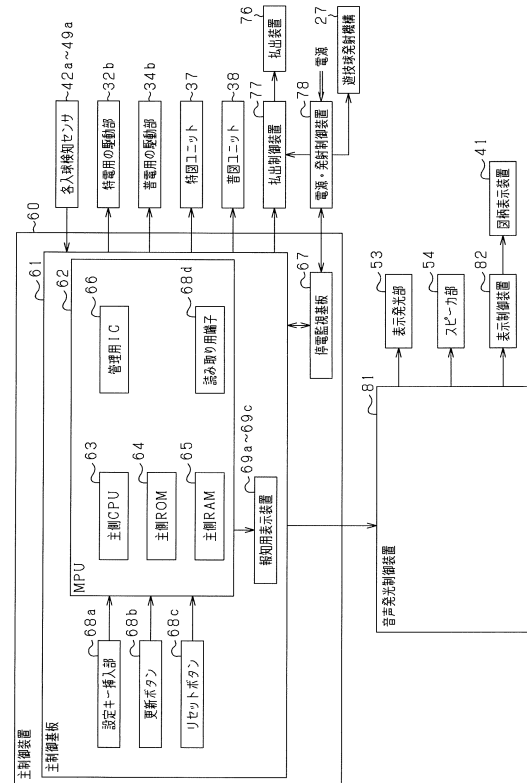 主制御装置
60
主制御基板
61
MPU
62
主側CPU
63
主側ROM
64
主側RAM
65
管理用IC
66
読み取り用端子
68d
設定キー挿入部
68a
更新ボタン
68b
リセットボタン
68c
報知用表示装置
69a~69c
停電監視基板
67
各入球検知センサ
42a~49a
特電用の駆動部
32b
普電用の駆動部
34b
特図ユニット
37
普図ユニット
38
払出制御装置
77
払出装置
76
電源・発射制御装置
78
電源
遊技球発射機構
27
音声発光制御装置
81
表示発光部
53
スピーカ部
54
表示制御装置
82
図柄表示装置
41